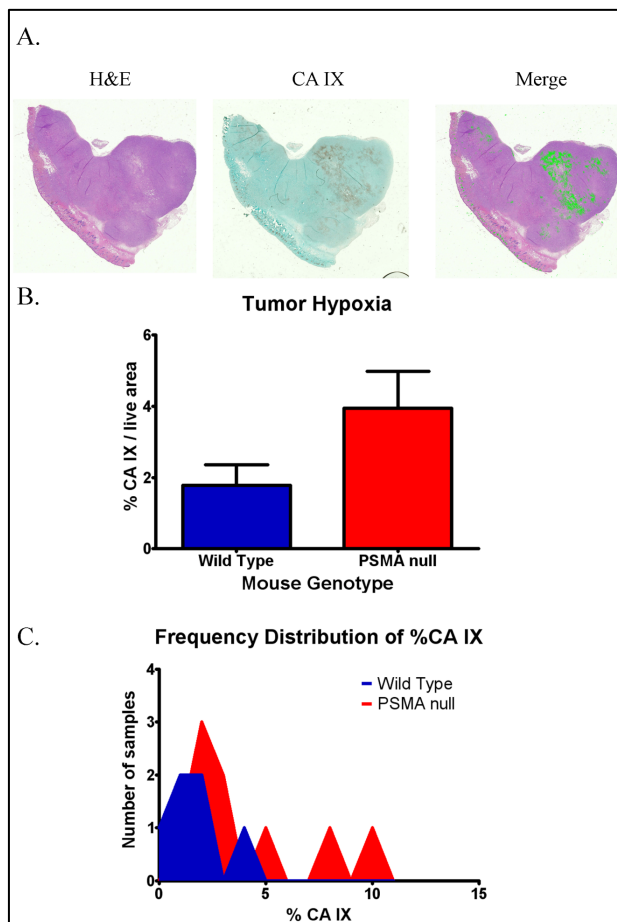 A.
H&E CA IX Merge
B.
Tumor Hypoxia
6
4
2
0
% CA IX / live area
Wild Type PSMA null
Mouse Genotype
C.
Frequency Distribution of %CA IX
4
3
2
1
0
Number of samples
Wild Type
PSMA null
0 5 10 15
% CA IX